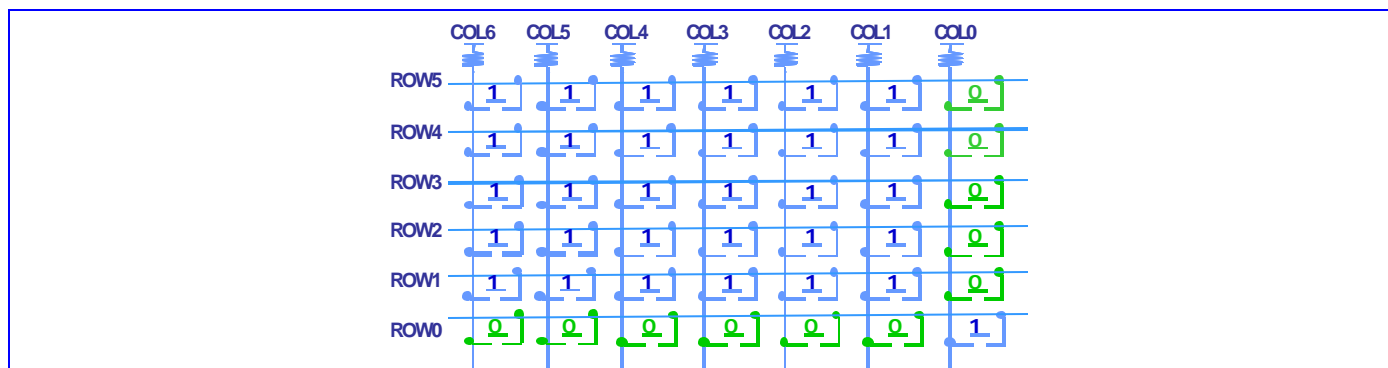 COL6 COL5 COL4 COL3 COL2 COL1 COL0
ROW5 1 1 1 1 1 1 0
ROW4 1 1 1 1 1 1 0
ROW3 1 1 1 1 1 1 0
ROW2 1 1 1 1 1 1 0
ROW1 1 1 1 1 1 1 0
ROW0 0 0 0 0 0 0 1